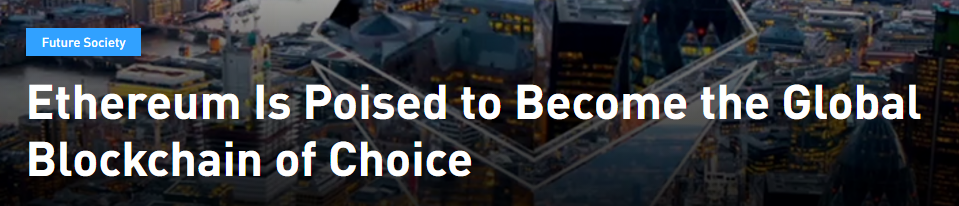 Future Society
Ethereum Is Poised to Become the Global
Blockchain of Choice